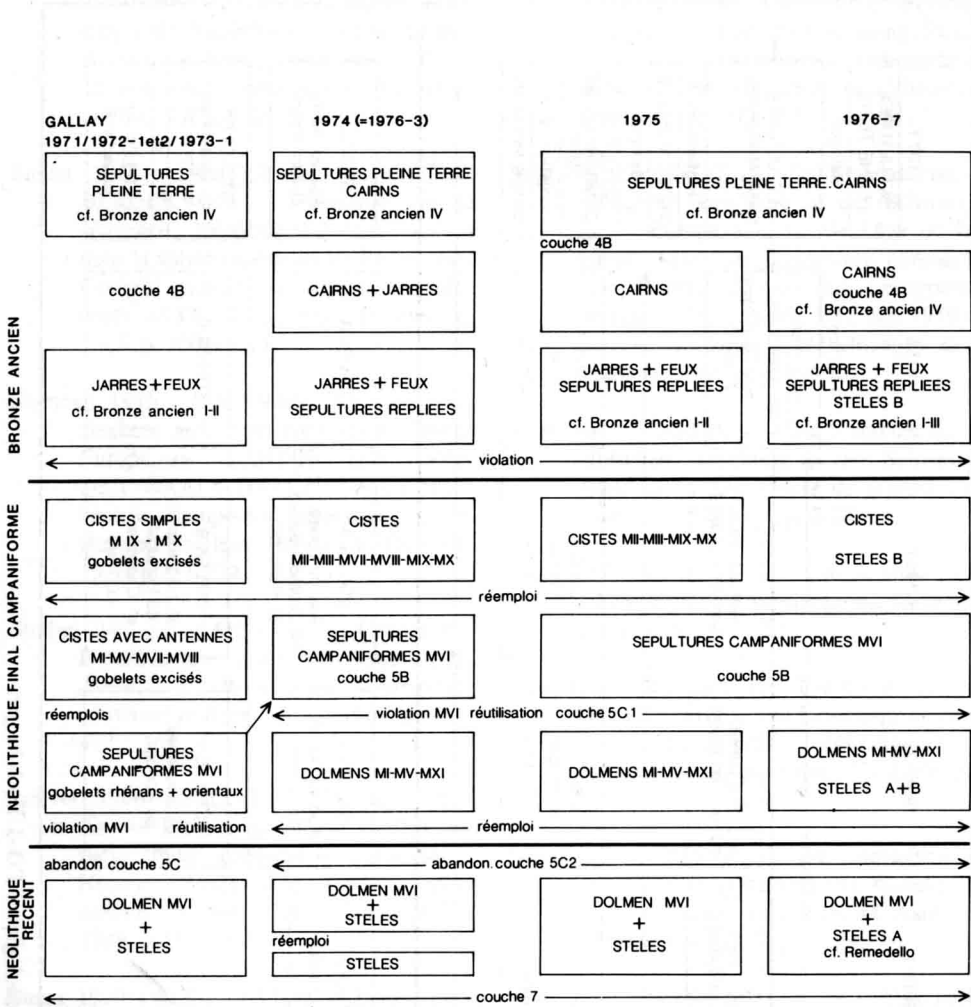 GALLAY
1971/1972-1et2/1973-1
1974 (=1976-3)
1975
1976-7
BRONZE ANCIEN
SEPULTURES
PLEINE TERRE
cf. Bronze ancien IV
SEPULTURES PLEINE TERRE
CAIRNS
cf. Bronze ancien IV
SEPULTURES PLEINE TERRE.CAIRNS
cf. Bronze ancien IV
couche 4B
couche 4B
CAIRNS + JARRES
CAIRNS
CAIRNS
couche 4B
cf. Bronze ancien IV
JARRES+FEUX
cf. Bronze ancien I-II
JARRES + FEUX
SEPULTURES REPLIEES
JARRES + FEUX
SEPULTURES REPLIEES
cf. Bronze ancien I-II
JARRES + FEUX
SEPULTURES REPLIEES
STELES B
cf. Bronze ancien I-III
violation
NEOLITHIQUE FINAL CAMPANIFORME
CISTES SIMPLES
M IX - M X
gobelets excisés
CISTES
MII-MIII-MVII-MVIII-MIX-MX
CISTES MII-MIII-MIX-MX
CISTES
STELES B
réemploi
CISTES AVEC ANTENNES
MI-MV-MVII-MVIII
gobelets excisés
SEPULTURES
CAMPANIFORMES MVI
couche 5B
SEPULTURES CAMPANIFORMES MVI
couche 5B
réemplois
violation MVI réutilisation couche 5C1
SEPULTURES
CAMPANIFORMES MVI
gobelets rhénans + orientaux
DOLMENS MI-MV-MXI
DOLMENS MI-MV-MXI
DOLMENS MI-MV-MXI
STELES A+B
violation MVI réutilisation
réemploi
NEOLITHIQUE
RECENT
abandon couche 5C
abandon.couche 5C2
DOLMEN MVI
+
STELES
DOLMEN MVI
+
STELES
réemploi
STELES
DOLMEN MVI
+
STELES
DOLMEN MVI
+
STELES A
cf. Remedello
couche 7